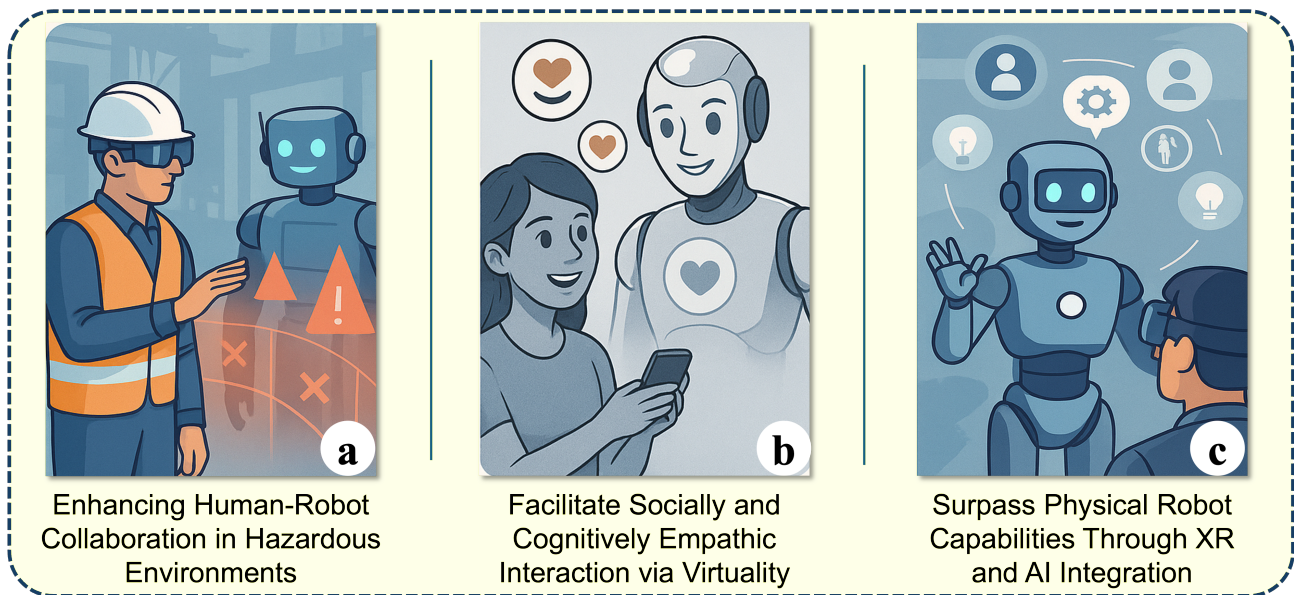 !
a
b
c
Enhancing Human-Robot
Collaboration in Hazardous
Environments
Facilitate Socially and
Cognitively Empathic
Interaction via Virtuality
Surpass Physical Robot
Capabilities Through XR
and AI Integration